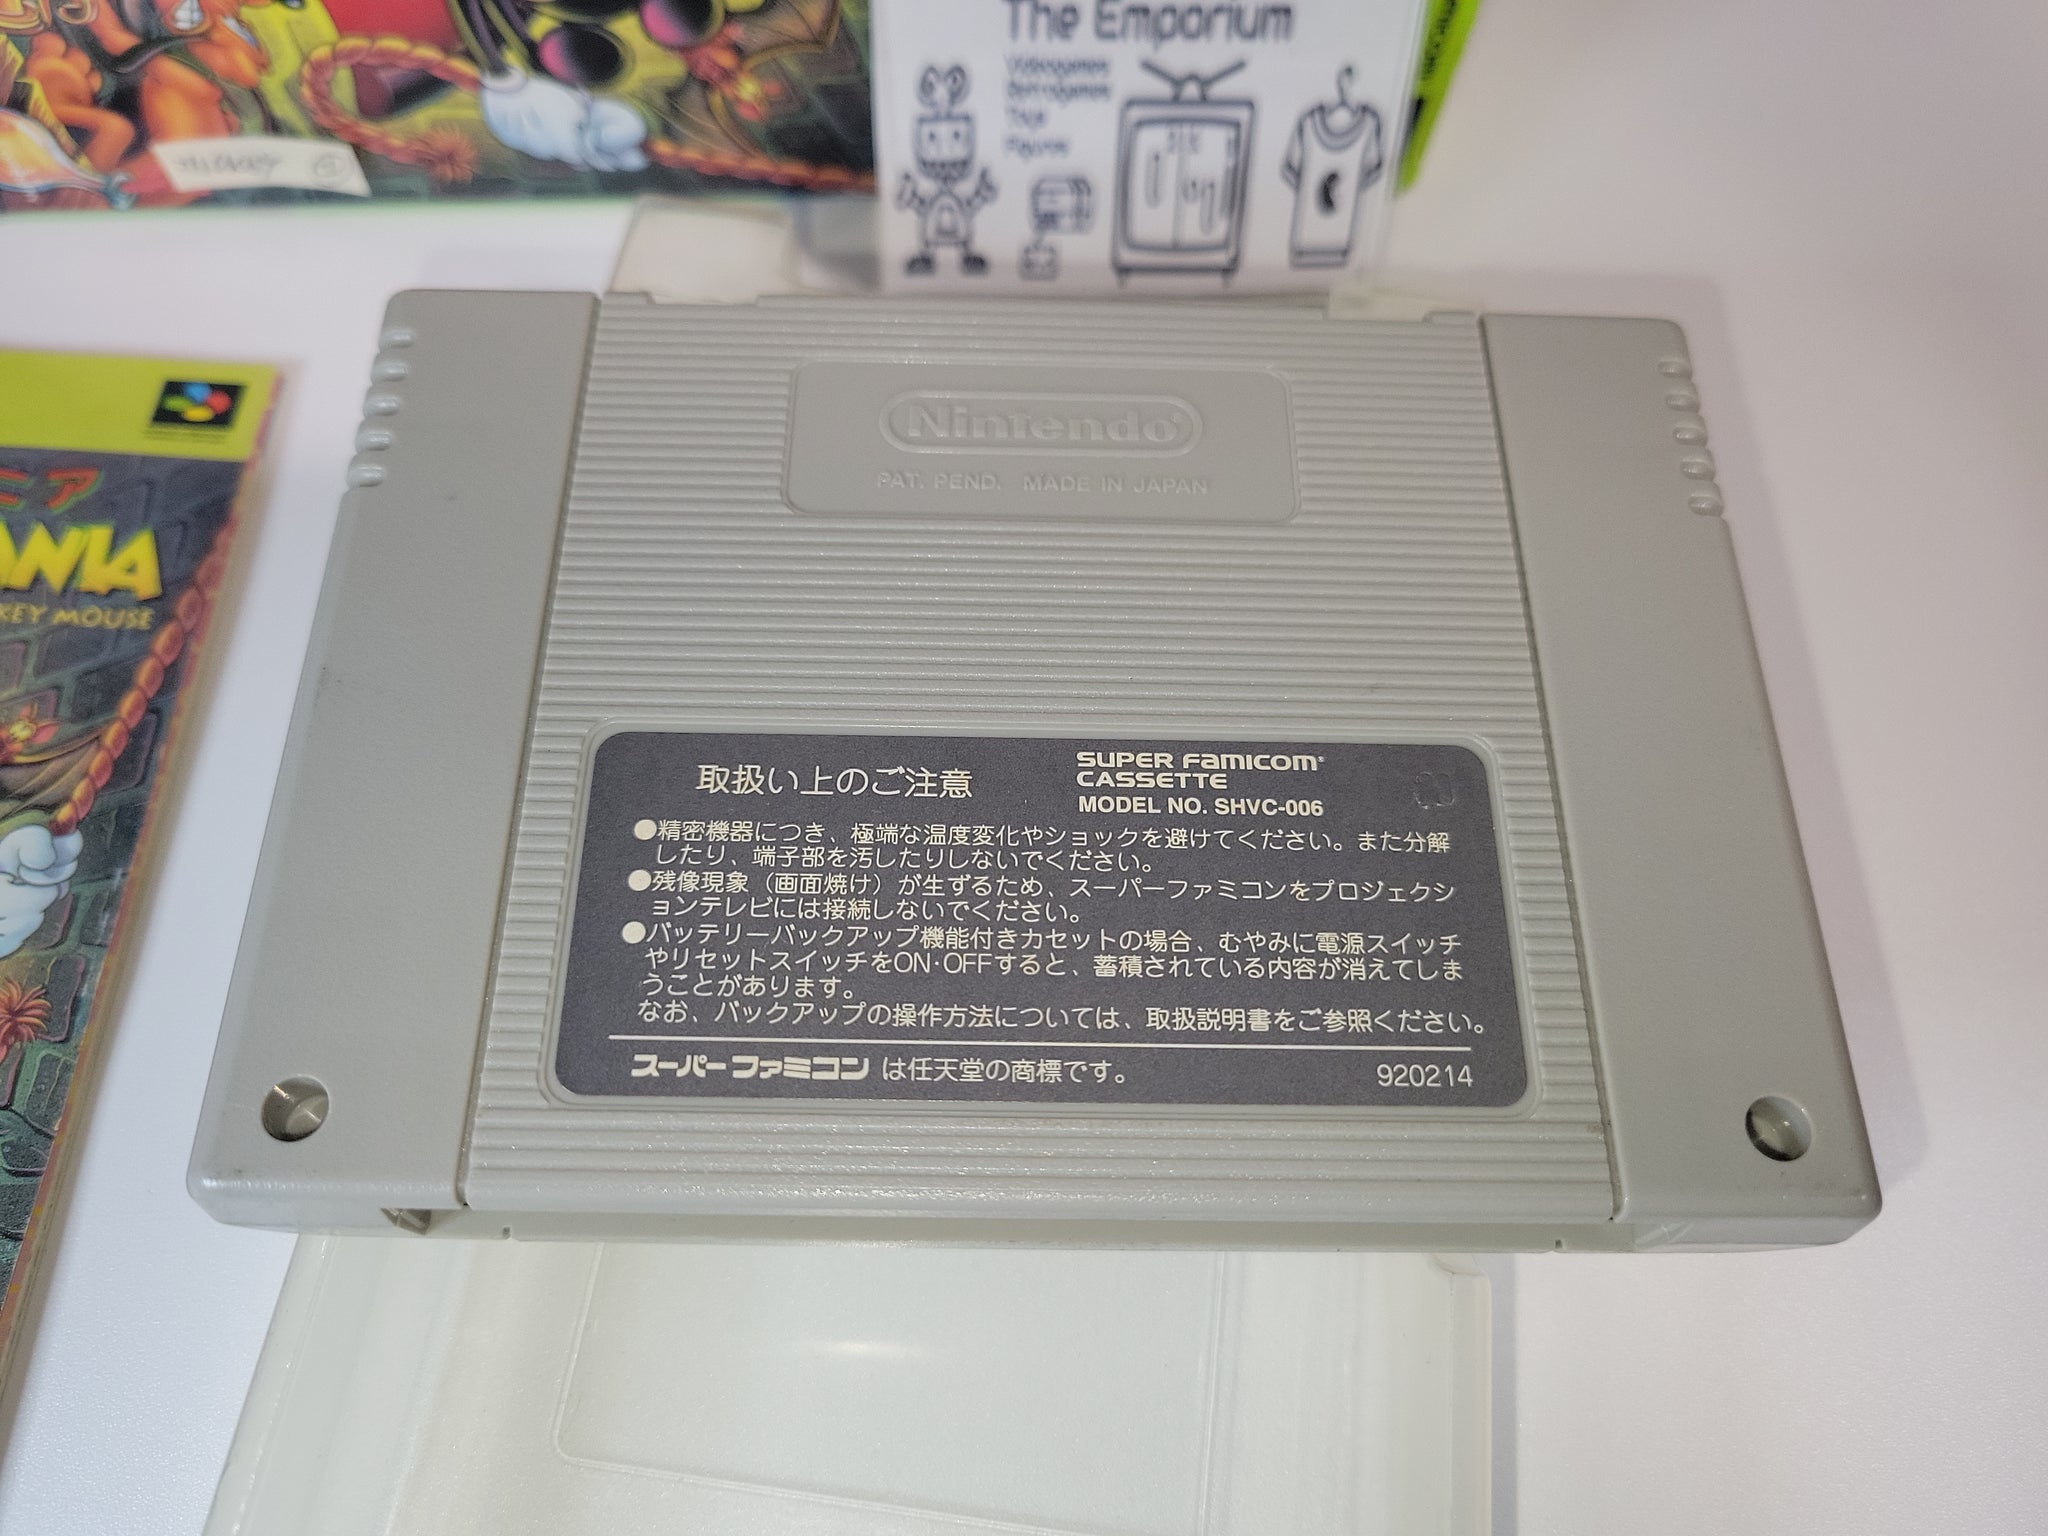 The Emporium
Videogames
Retrogames
Toys
Figures
ニア
ANIA
KEY MOUSE
Nintendo
PAT. PEND. MADE IN JAPAN
取扱い上のご注意
SUPER FAMICOM
CASSETTE
MODEL NO. SHVC-006
●精密機器につき、極端な温度変化やショックを避けてください。また分解
したり、端子部を汚したりしないでください。
●残像現象（画面焼け）が生ずるため、スーパーファミコンをプロジェクシ
ョンテレビには接続しないでください。
●バッテリーバックアップ機能付きカセットの場合、むやみに電源スイッチ
やリセットスイッチをON·OFFすると、蓄積されている内容が消えてしま
うことがあります。
なお、バックアップの操作方法については、取扱説明書をご参照ください。
スーパーファミコン は任天堂の商標です。
920214